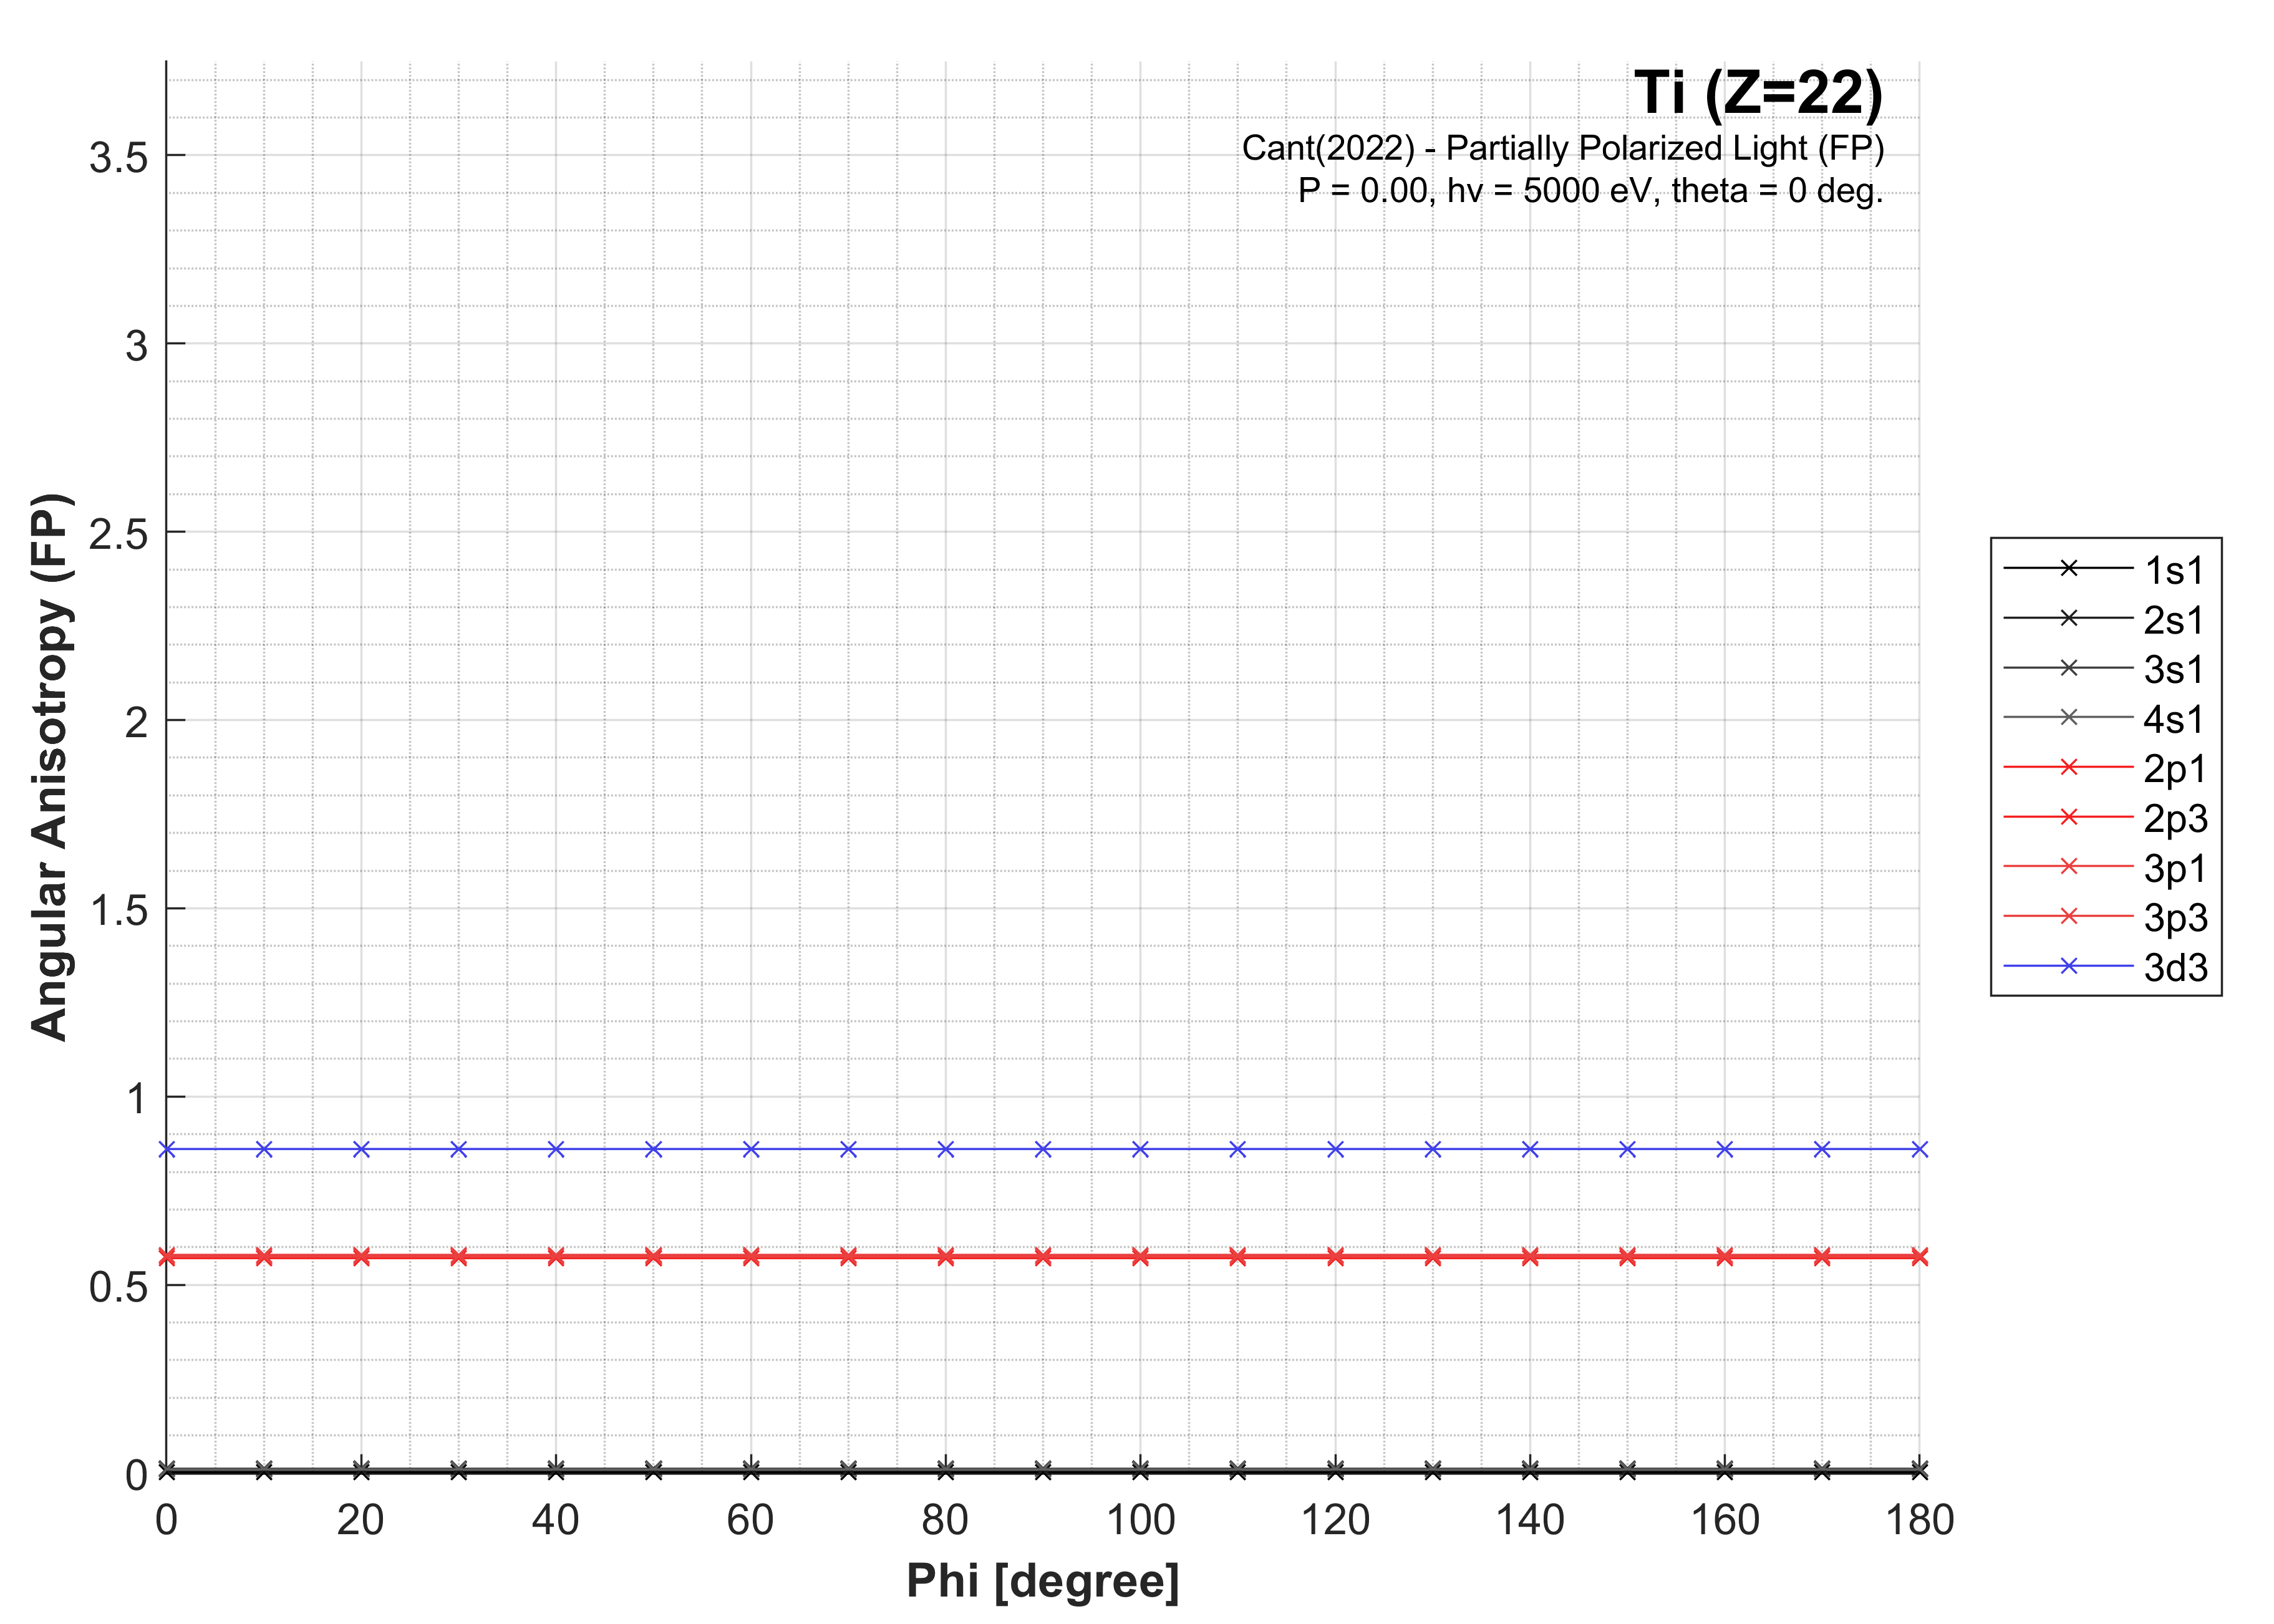 Ti (Z=22)
Cant(2022) - Partially Polarized Light (FP)
P = 0.00, hv = 5000 eV, theta = 0 deg.
Angular Anisotropy (FP)
3.5
3
2.5
2
1.5
1
0.5
0
0 20 40 60 80 100 120 140 160 180
Phi [degree]
1s1
2s1
3s1
4s1
2p1
2p3
3p1
3p3
3d3